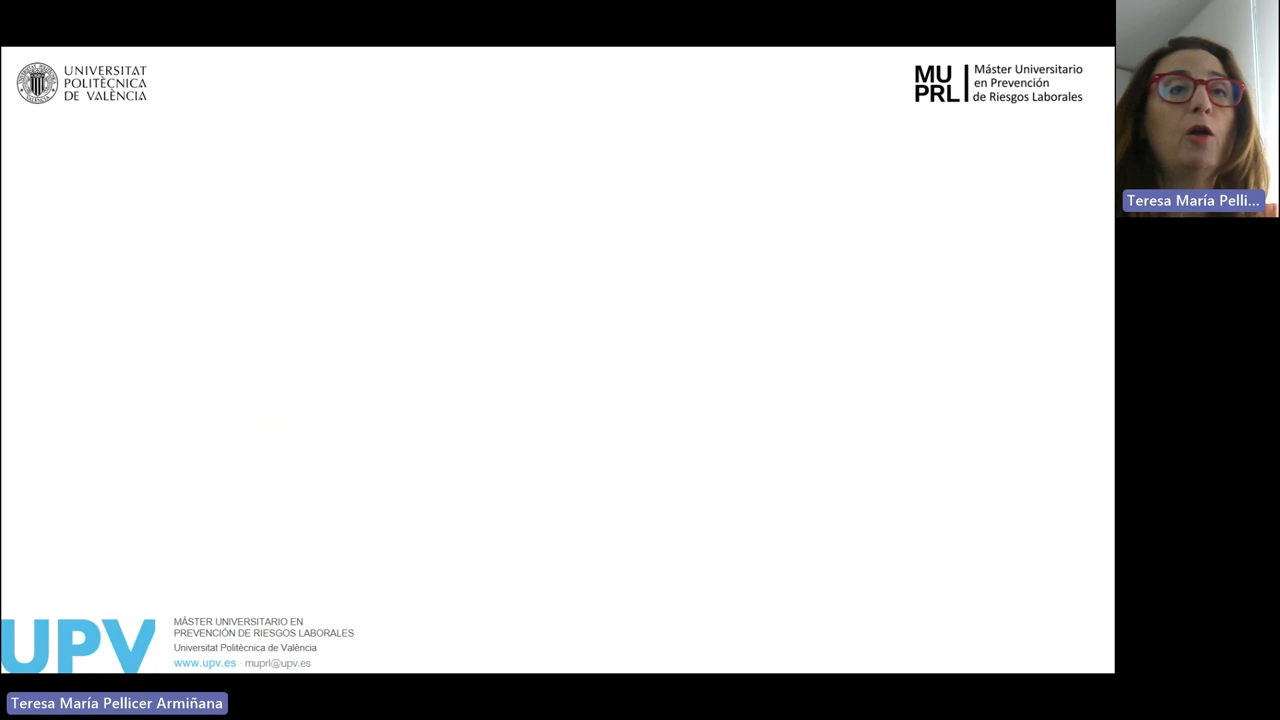 UNIVERSITAT
POLITÈCNICA
DE VALÈNCIA
MU
PRL
Máster Universitario
en Prevención
de Riesgos Laborales
Teresa María Pelli...
UPV
MÁSTER UNIVERSITARIO EN
PREVENCIÓN DE RIESGOS LABORALES
Universitat Politècnica de València
www.upv.es · muprl@upv.es
Teresa María Pellicer Armiñana